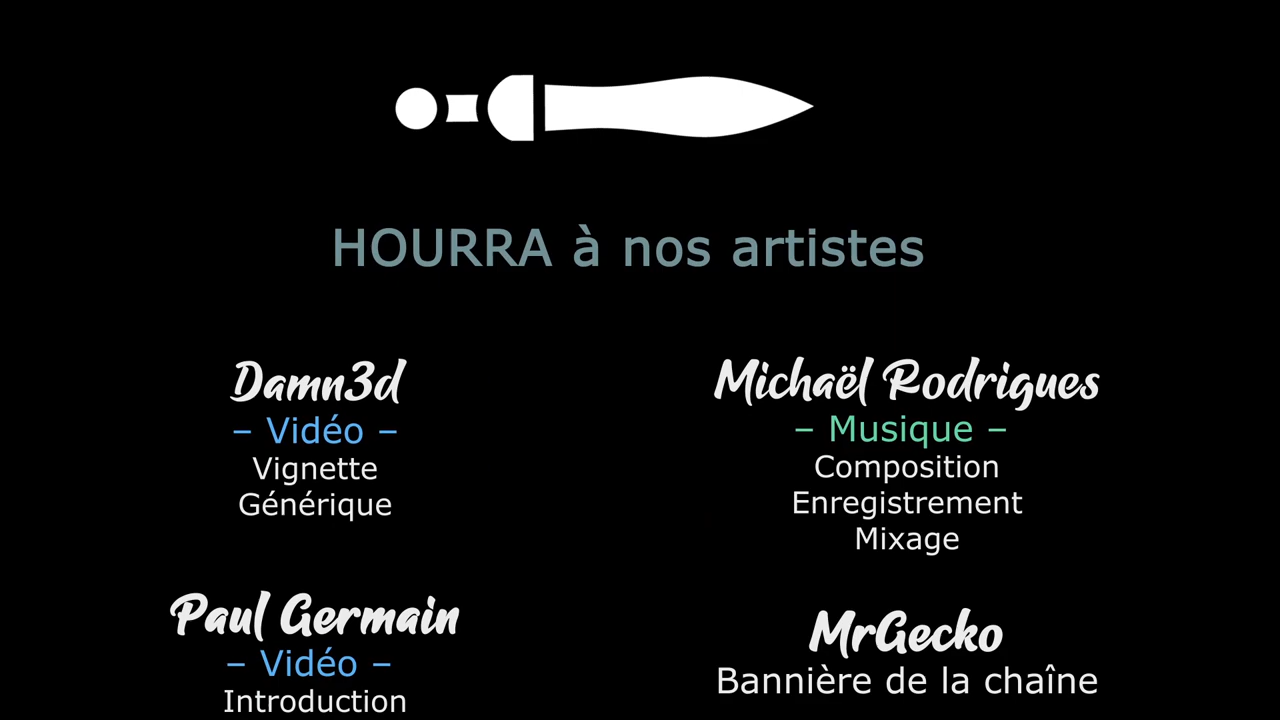 HOURRA à nos artistes
Damn3d
– Vidéo –
Vignette
Générique
Michaël Rodrigues
– Musique –
Composition
Enregistrement
Mixage
Paul Germain
– Vidéo –
Introduction
MrGecko
Bannière de la chaîne